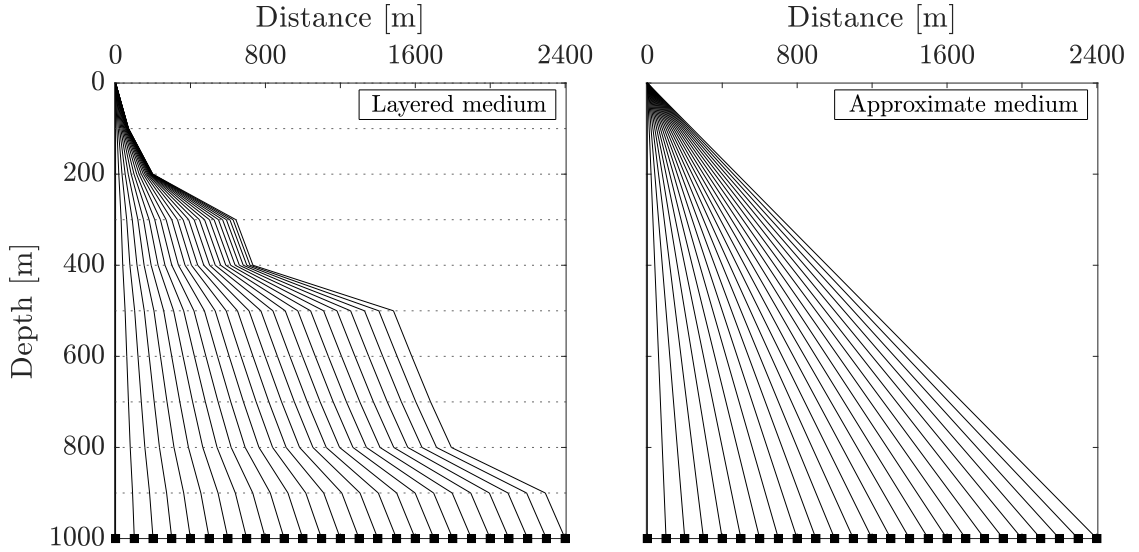 Distance [m]
0 800 1600 2400
Layered medium
Depth [m]
0
200
400
600
800
1000
Distance [m]
0 800 1600 2400
Approximate medium